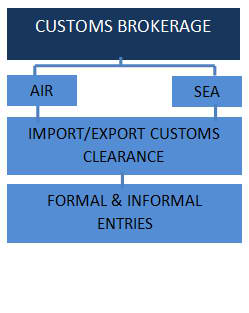 CUSTOMS BROKERAGE
AIR
SEA
IMPORT/EXPORT CUSTOMS
CLEARANCE
FORMAL & INFORMAL
ENTRIES